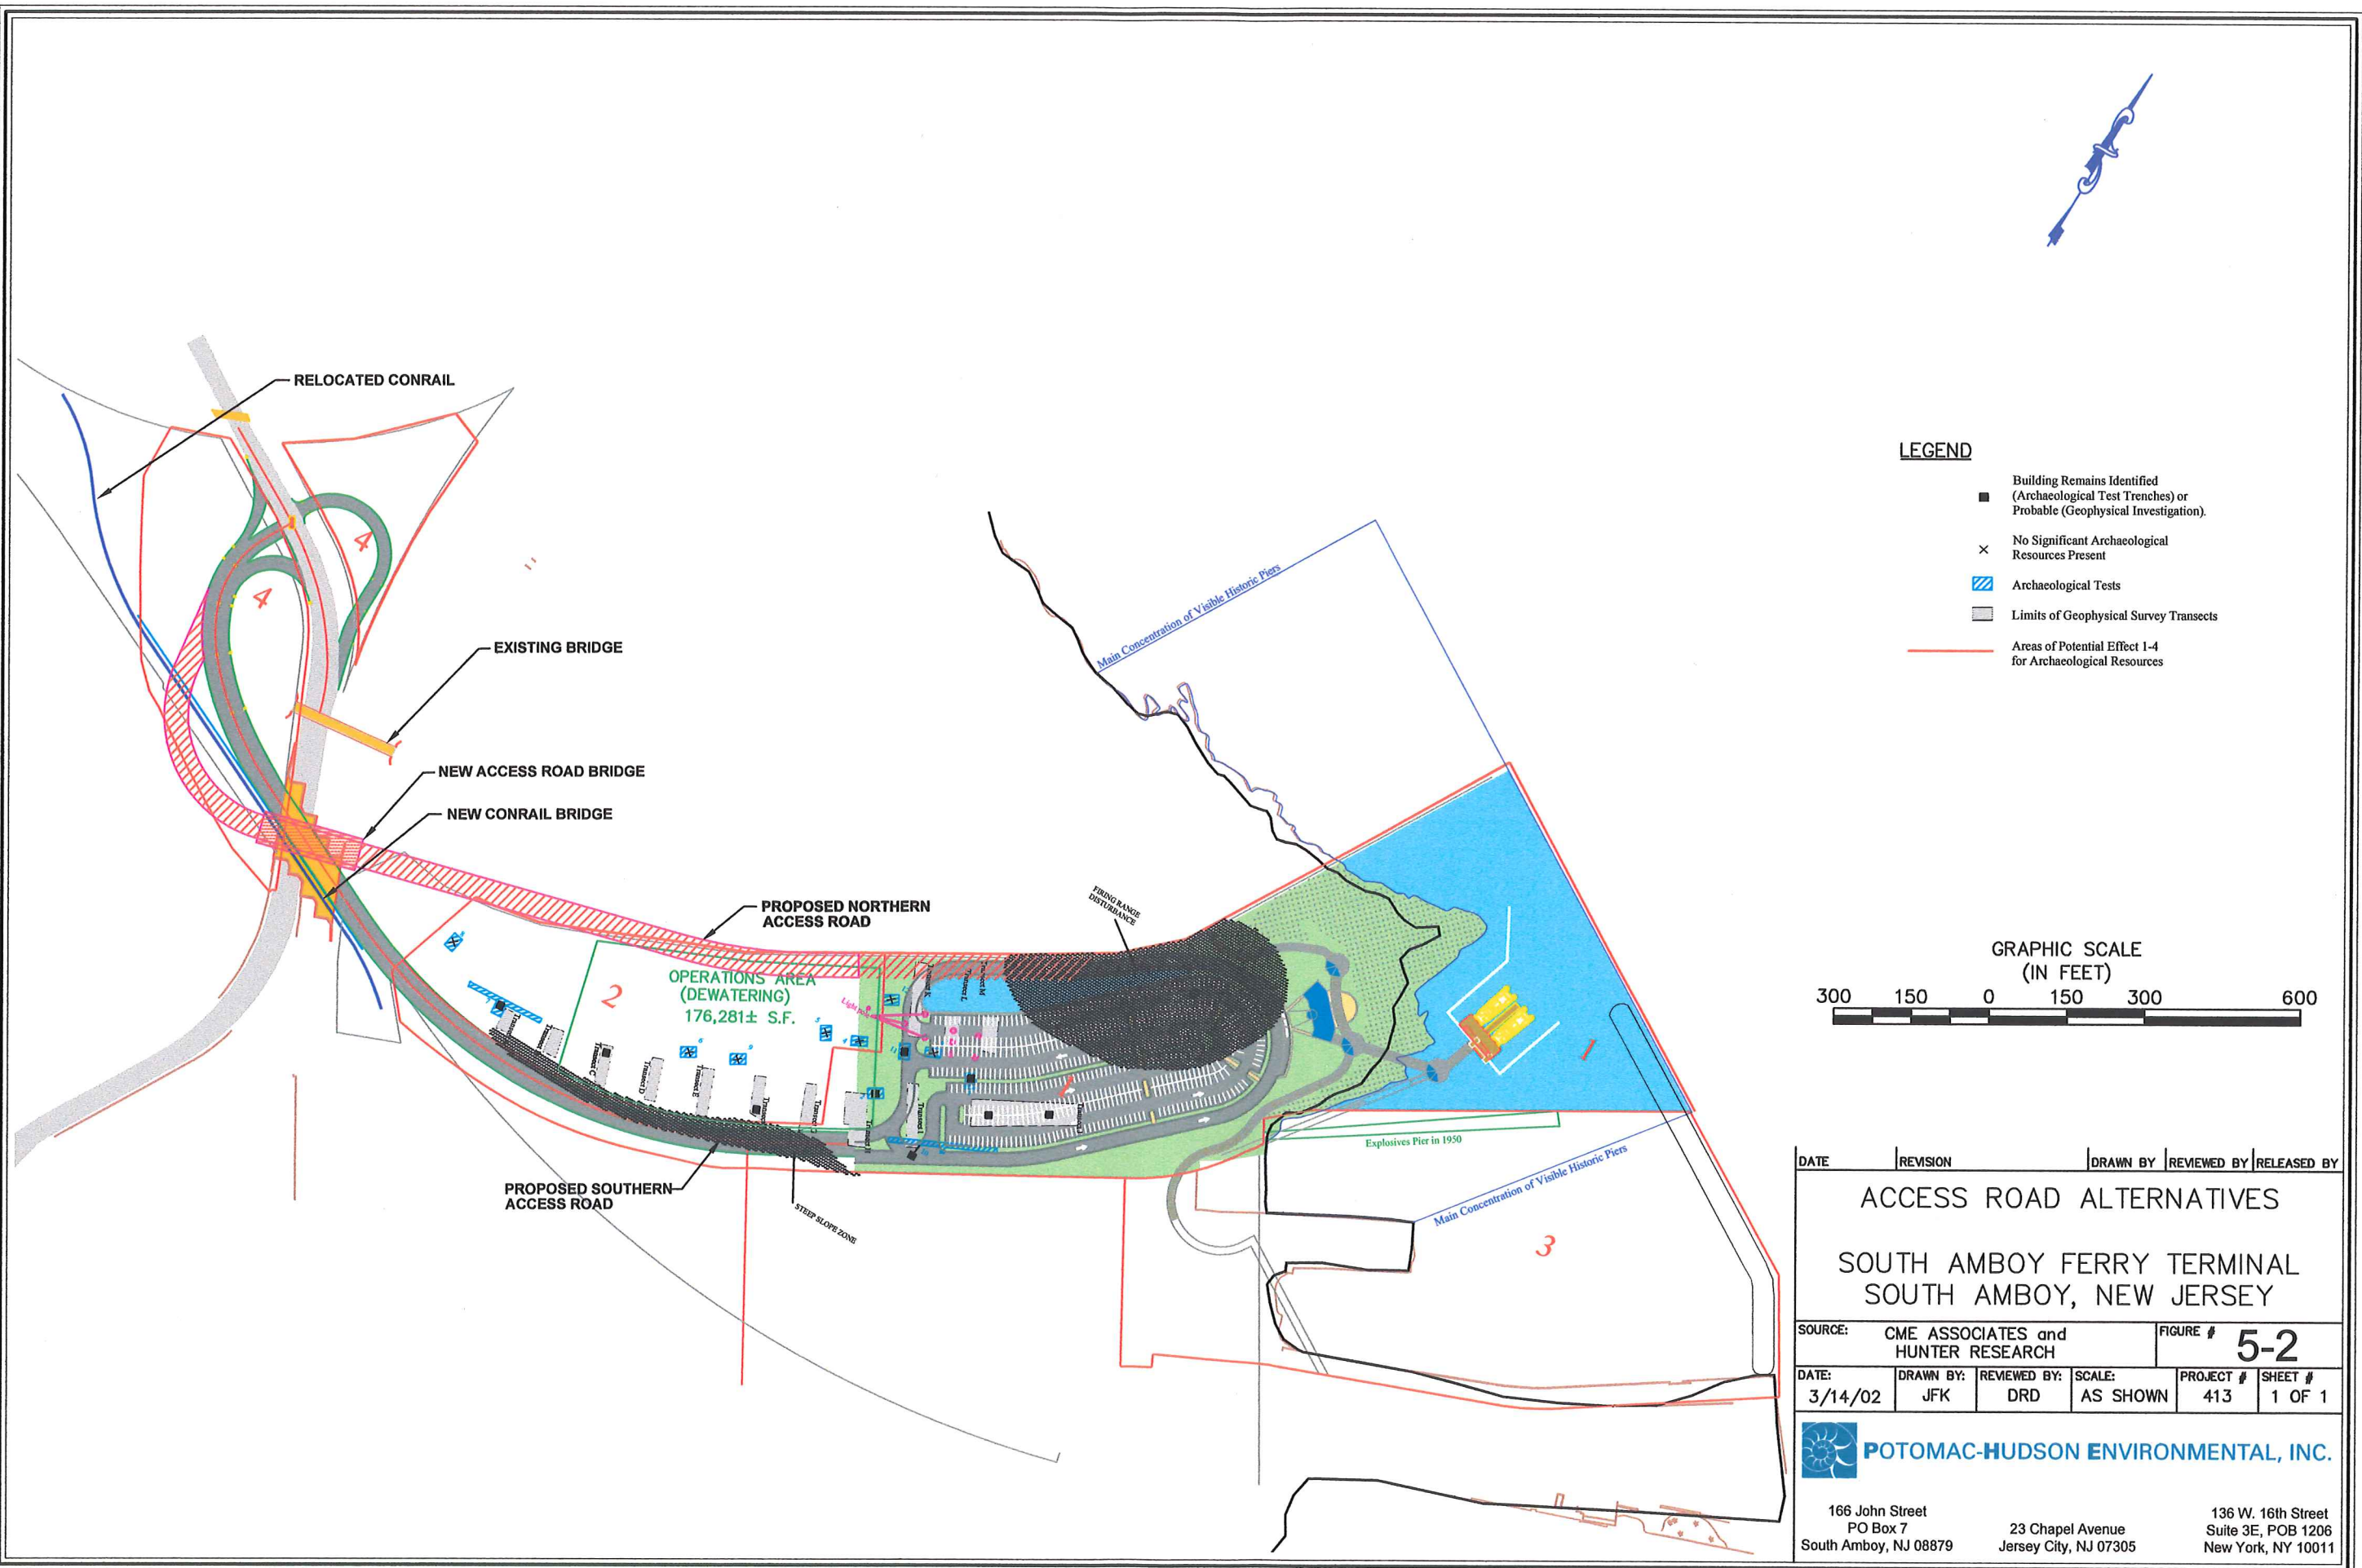 RELOCATED CONRAIL
EXISTING BRIDGE
NEW ACCESS ROAD BRIDGE
NEW CONRAIL BRIDGE
PROPOSED NORTHERN
ACCESS ROAD
FIRING RANGE
DISTURBANCE
OPERATIONS AREA
(DEWATERING)
176,281± S.F.
PROPOSED SOUTHERN
ACCESS ROAD
STEEP SLOPE ZONE
4
4
2
1
3
Main Concentration of Visible Historic Piers
Explosives Pier in 1950
Main Concentration of Visible Historic Piers
Transect C
Transect D
Transect E
Transect K
Transect L
Transect M
LEGEND
Building Remains Identified
(Archaeological Test Trenches) or
Probable (Geophysical Investigation).
No Significant Archaeological
Resources Present
Archaeological Tests
Limits of Geophysical Survey Transects
Areas of Potential Effect 1-4
for Archaeological Resources
GRAPHIC SCALE
(IN FEET)
300 150 0 150 300 600
DATE REVISION DRAWN BY REVIEWED BY RELEASED BY
ACCESS ROAD ALTERNATIVES
SOUTH AMBOY FERRY TERMINAL
SOUTH AMBOY, NEW JERSEY
SOURCE: CME ASSOCIATES and
HUNTER RESEARCH
FIGURE # 5-2
DATE: DRAWN BY: REVIEWED BY: SCALE: PROJECT # SHEET #
3/14/02 JFK DRD AS SHOWN 413 1 OF 1
POTOMAC-HUDSON ENVIRONMENTAL, INC.
166 John Street
PO Box 7
South Amboy, NJ 08879
23 Chapel Avenue
Jersey City, NJ 07305
136 W. 16th Street
Suite 3E, POB 1206
New York, NY 10011